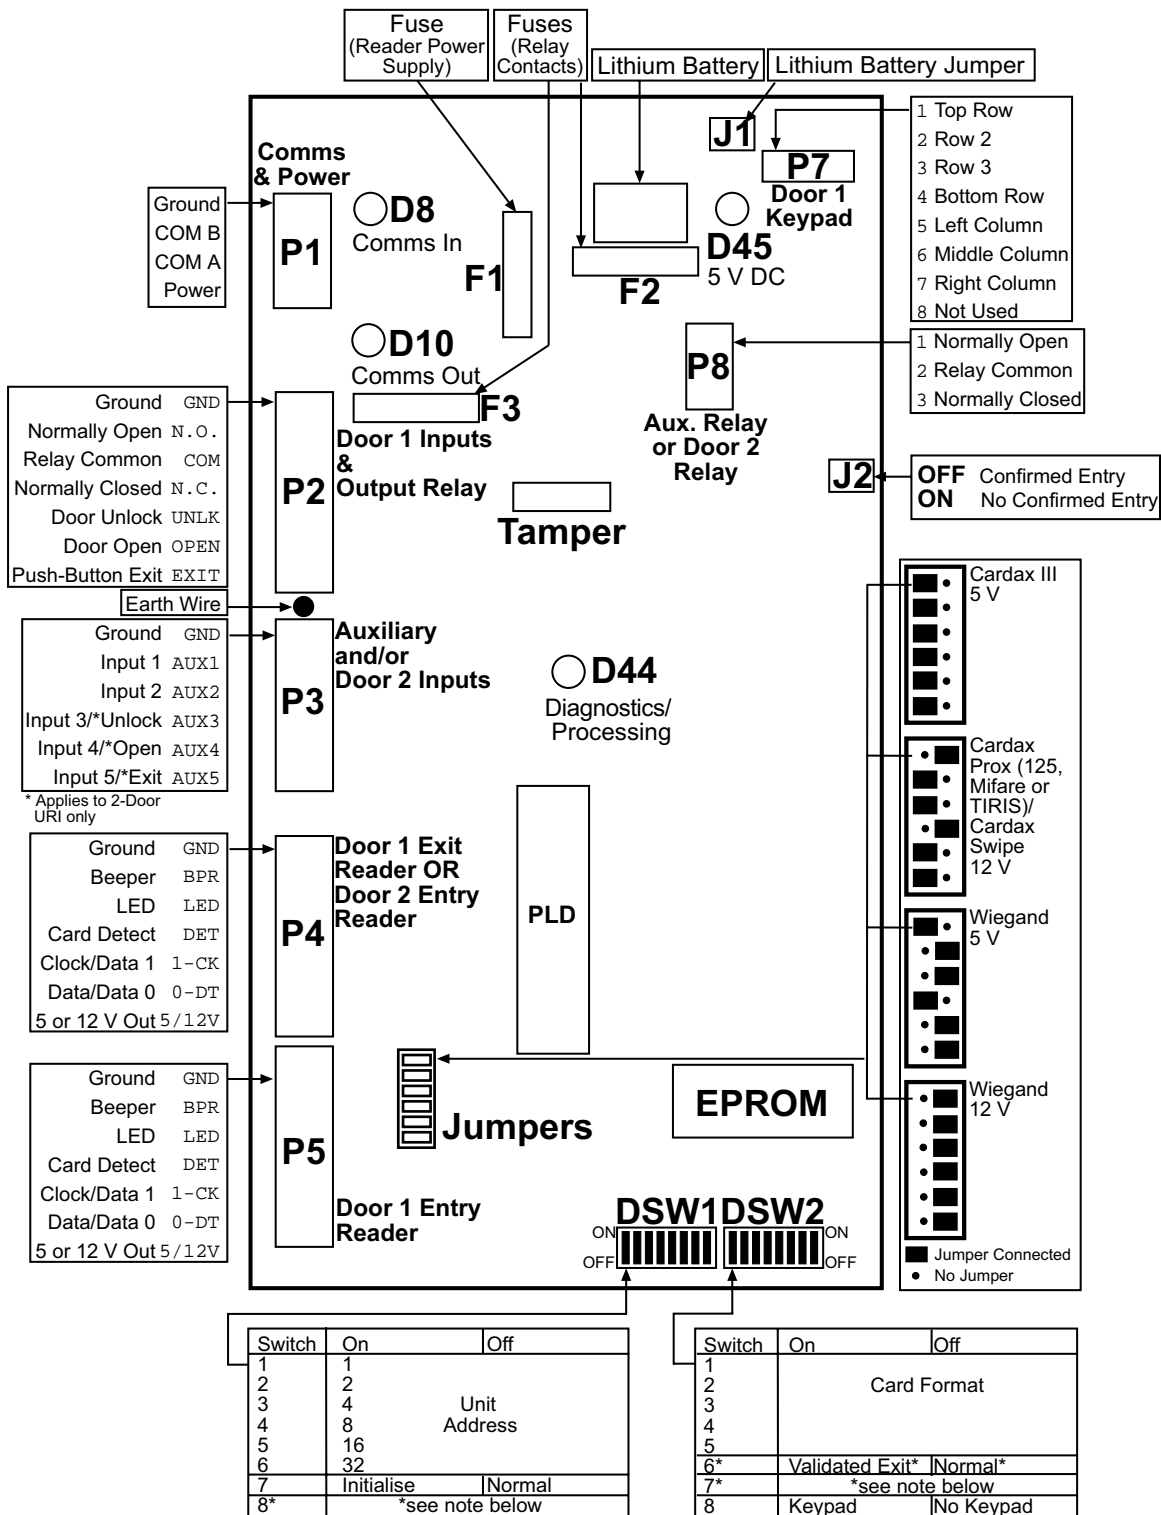 Fuse
(Reader Power
Supply)
Fuses
(Relay
Contacts)
Lithium Battery
Lithium Battery Jumper
J1
P7
Door 1
Keypad
1 Top Row
2 Row 2
3 Row 3
4 Bottom Row
5 Left Column
6 Middle Column
7 Right Column
8 Not Used
Comms
& Power
Ground
COM B
COM A
Power
P1
D8
Comms In
F1
F2
D45
5 V DC
D10
Comms Out
F3
P8
Aux. Relay
or Door 2
Relay
1 Normally Open
2 Relay Common
3 Normally Closed
Ground GND
Normally Open N.O.
Relay Common COM
Normally Closed N.C.
Door Unlock UNLK
Door Open OPEN
Push-Button Exit EXIT
P2
Door 1 Inputs
&
Output Relay
Tamper
J2
OFF Confirmed Entry
ON No Confirmed Entry
Earth Wire
Ground GND
Input 1 AUX1
Input 2 AUX2
Input 3/*Unlock AUX3
Input 4/*Open AUX4
Input 5/*Exit AUX5
* Applies to 2-Door
URI only
P3
Auxiliary
and/or
Door 2 Inputs
D44
Diagnostics/
Processing
Cardax III
5 V
Cardax
Prox (125,
Mifare or
TIRIS)/
Cardax
Swipe
12 V
Wiegand
5 V
Wiegand
12 V
Jumper Connected
No Jumper
Ground GND
Beeper BPR
LED LED
Card Detect DET
Clock/Data 1 1-CK
Data/Data 0 0-DT
5 or 12 V Out 5/12V
P4
Door 1 Exit
Reader OR
Door 2 Entry
Reader
PLD
Ground GND
Beeper BPR
LED LED
Card Detect DET
Clock/Data 1 1-CK
Data/Data 0 0-DT
5 or 12 V Out 5/12V
P5
Door 1 Entry
Reader
Jumpers
EPROM
DSW1 DSW2
ON ON
OFF OFF
Switch On Off
1 1
2 2
3 4 Unit
4 8 Address
5 16
6 32
7 Initialise Normal
8* *see note below
Switch On Off
1
2 Card Format
3
4
5
6* Validated Exit* Normal*
7* *see note below
8 Keypad No Keypad